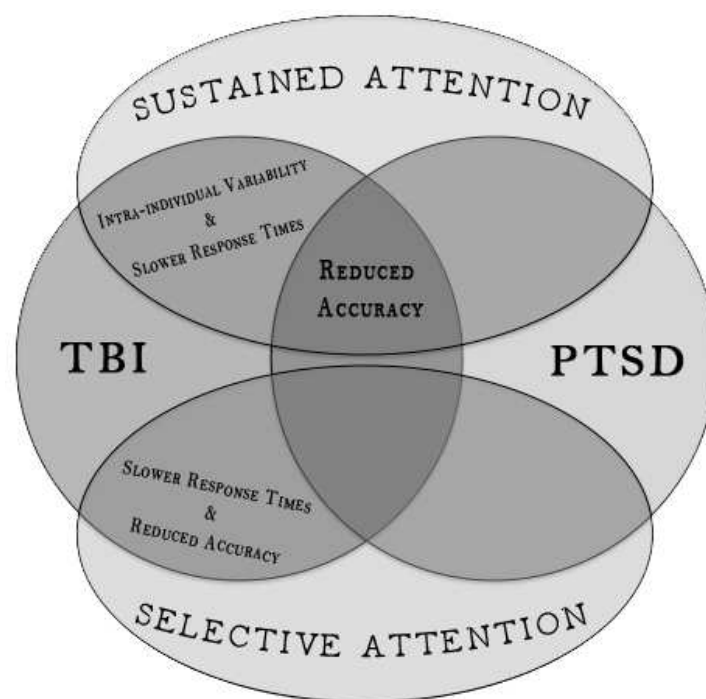 SUSTAINED ATTENTION
INTRA-INDIVIDUAL VARIABILITY
&
SLOWER RESPONSE TIMES
REDUCED
ACCURACY
TBI
PTSD
SLOWER RESPONSE TIMES
&
REDUCED ACCURACY
SELECTIVE ATTENTION